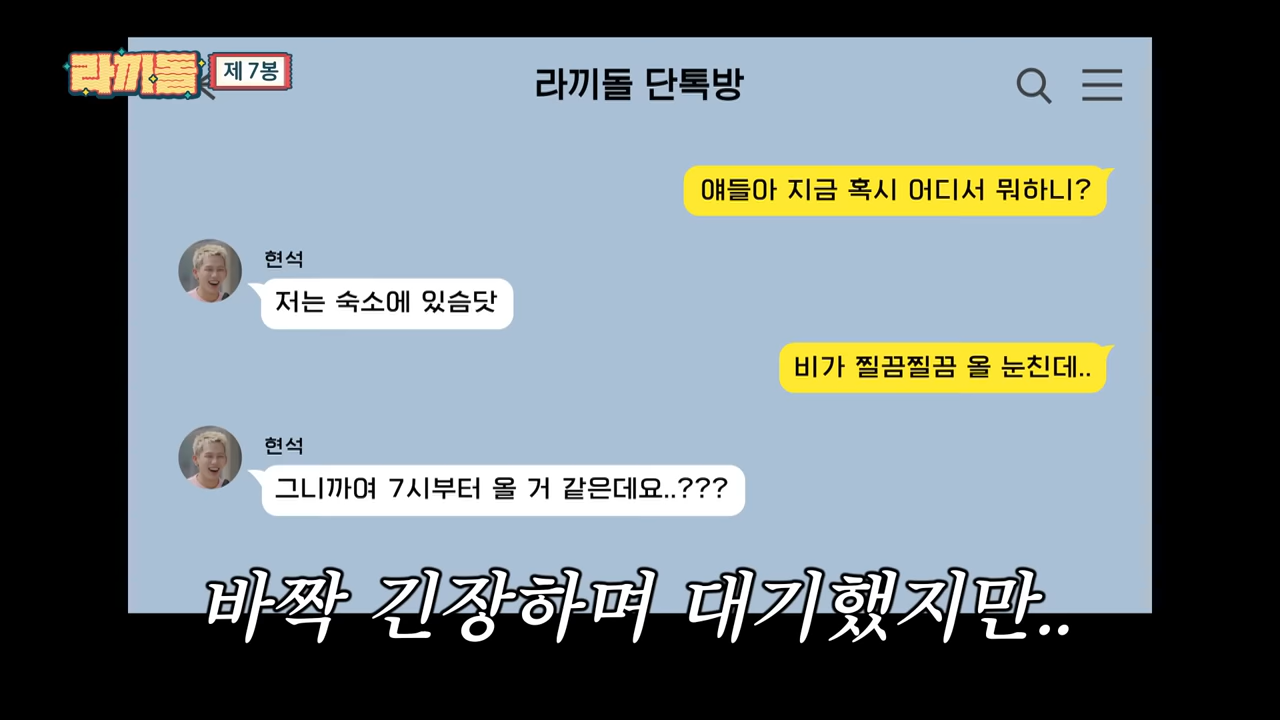 라끼돌
제 7봉
라끼돌 단톡방
얘들아 지금 혹시 어디서 뭐하니?
현석
저는 숙소에 있슴닷
비가 찔끔찔끔 올 눈친데..
현석
그니까여 7시부터 올 거 같은데요..???
바짝 긴장하며 대기했지만..